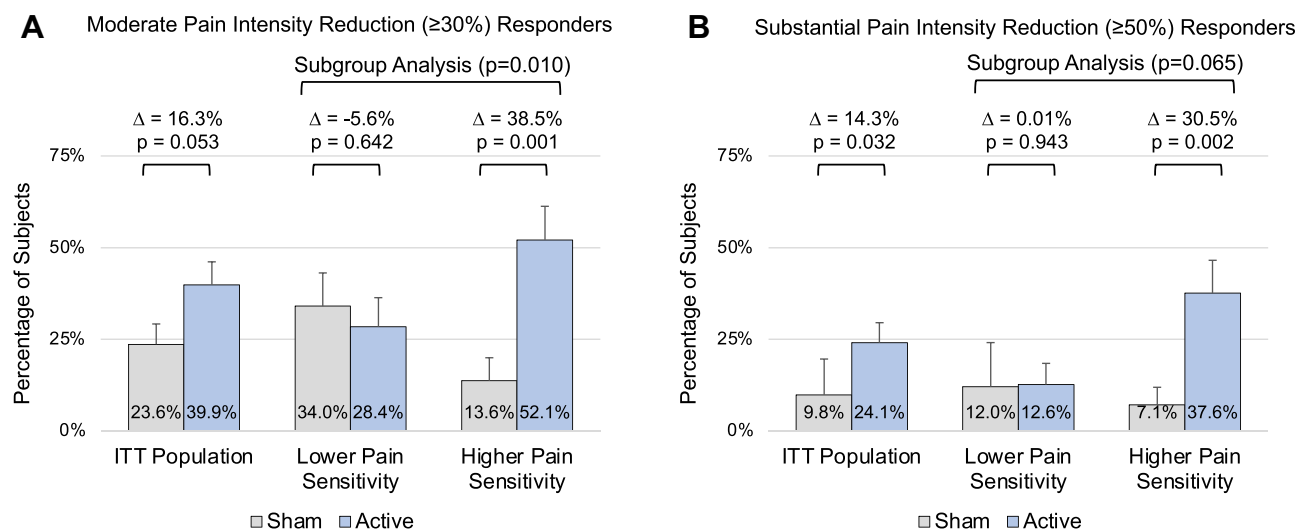 A Moderate Pain Intensity Reduction (≥30%) Responders
Subgroup Analysis (p=0.010)
Δ = 16.3%
p = 0.053
Δ = -5.6%
p = 0.642
Δ = 38.5%
p = 0.001
75%
50%
25%
0%
Percentage of Subjects
23.6% 39.9% 34.0% 28.4% 13.6% 52.1%
ITT Population
Lower Pain
Sensitivity
Higher Pain
Sensitivity
Sham Active
B Substantial Pain Intensity Reduction (≥50%) Responders
Subgroup Analysis (p=0.065)
Δ = 14.3%
p = 0.032
Δ = 0.01%
p = 0.943
Δ = 30.5%
p = 0.002
75%
50%
25%
0%
Percentage of Subjects
9.8% 24.1% 12.0% 12.6% 7.1% 37.6%
ITT Population
Lower Pain
Sensitivity
Higher Pain
Sensitivity
Sham Active